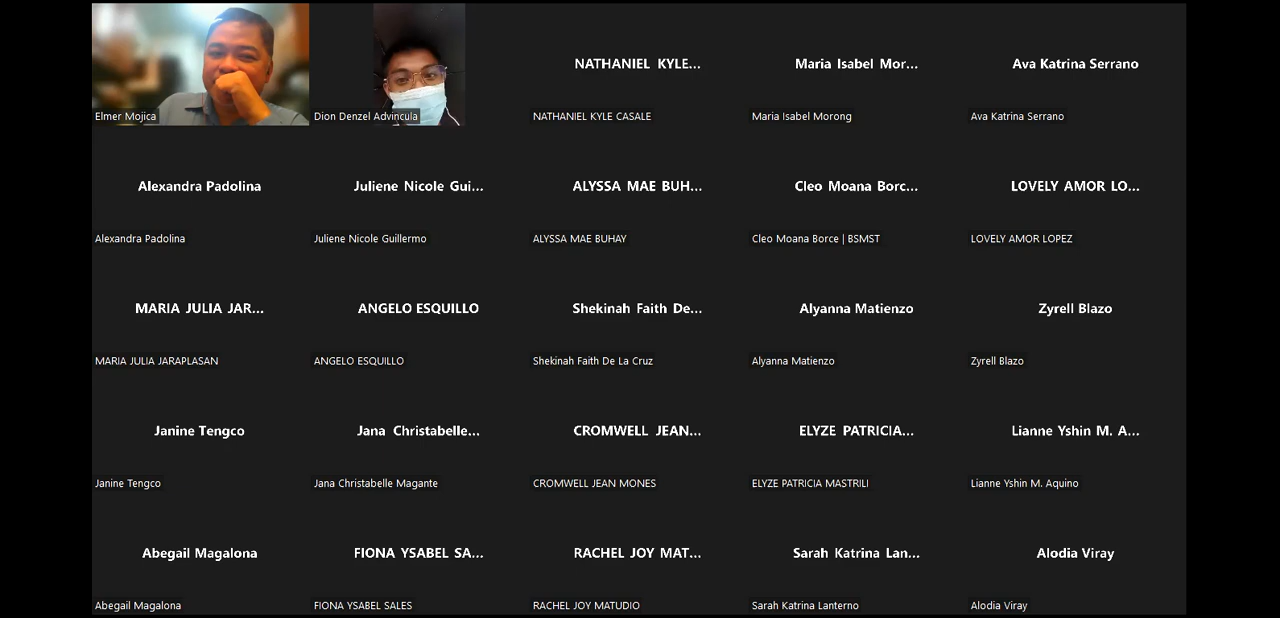 NATHANIEL KYLE...
Maria Isabel Mor...
Ava Katrina Serrano
Elmer Mojica
Dion Denzel Advincula
NATHANIEL KYLE CASALE
Maria Isabel Morong
Ava Katrina Serrano
Alexandra Padolina
Juliene Nicole Gui...
ALYSSA MAE BUH...
Cleo Moana Borc...
LOVELY AMOR LO...
Alexandra Padolina
Juliene Nicole Guillermo
ALYSSA MAE BUHAY
Cleo Moana Borce | BSMST
LOVELY AMOR LOPEZ
MARIA JULIA JAR...
ANGELO ESQUILLO
Shekinah Faith De...
Alyanna Matienzo
Zyrell Blazo
MARIA JULIA JARAPLASAN
ANGELO ESQUILLO
Shekinah Faith De La Cruz
Alyanna Matienzo
Zyrell Blazo
Janine Tengco
Jana Christabelle...
CROMWELL JEAN...
ELYZE PATRICIA...
Lianne Yshin M. A...
Janine Tengco
Jana Christabelle Magante
CROMWELL JEAN MONES
ELYZE PATRICIA MASTRILI
Lianne Yshin M. Aquino
Abegail Magalona
FIONA YSABEL SA...
RACHEL JOY MAT...
Sarah Katrina Lan...
Alodia Viray
Abegail Magalona
FIONA YSABEL SALES
RACHEL JOY MATUDIO
Sarah Katrina Lanterno
Alodia Viray